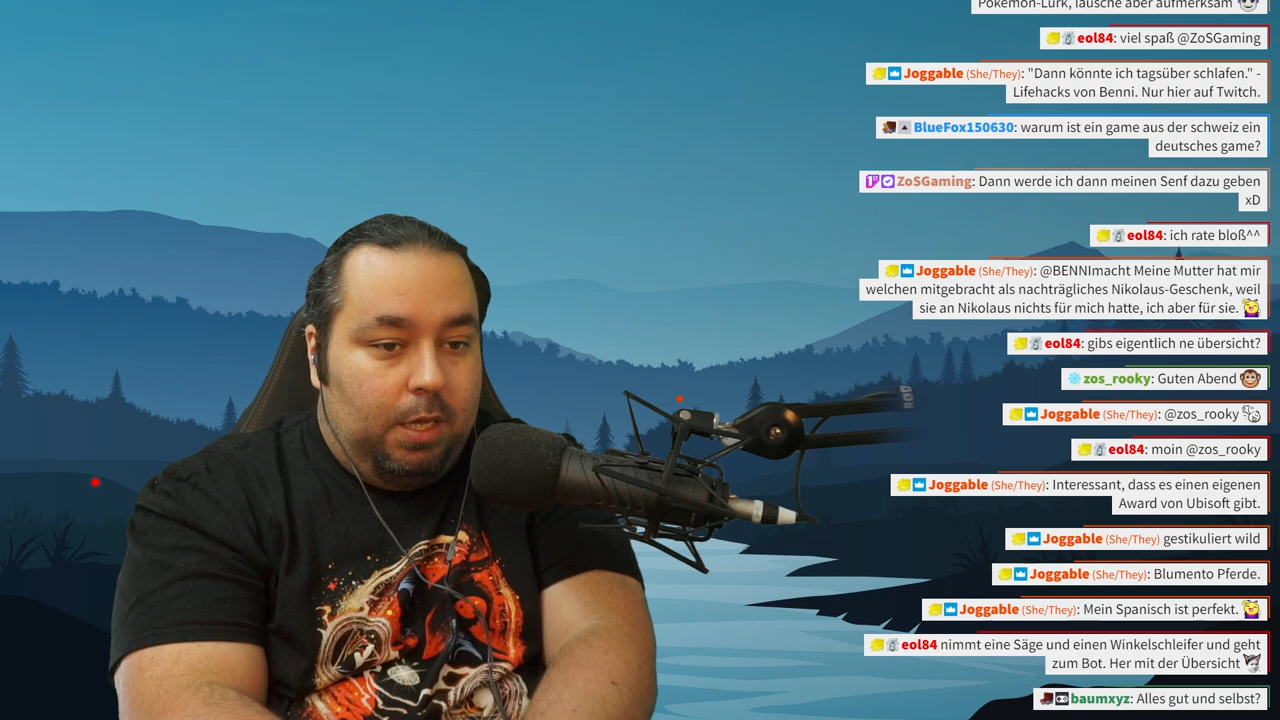 Pokemon-Lurk, lausche aber aufmerksam
eol84: viel spaß @ZoSGaming
Joggable (She/They): "Dann könnte ich tagsüber schlafen." -
Lifehacks von Benni. Nur hier auf Twitch.
BlueFox150630: warum ist ein game aus der schweiz ein
deutsches game?
ZoSGaming: Dann werde ich dann meinen Senf dazu geben
xD
eol84: ich rate bloß^^
Joggable (She/They): @BENNImacht Meine Mutter hat mir
welchen mitgebracht als nachträgliches Nikolaus-Geschenk, weil
sie an Nikolaus nichts für mich hatte, ich aber für sie.
eol84: gibs eigentlich ne übersicht?
zos_rooky: Guten Abend
Joggable (She/They): @zos_rooky
eol84: moin @zos_rooky
Joggable (She/They): Interessant, dass es einen eigenen
Award von Ubisoft gibt.
Joggable (She/They) gestikuliert wild
Joggable (She/They): Blumento Pferde.
Joggable (She/They): Mein Spanisch ist perfekt.
eol84 nimmt eine Säge und einen Winkelschleifer und geht
zum Bot. Her mit der Übersicht
baumxyz: Alles gut und selbst?